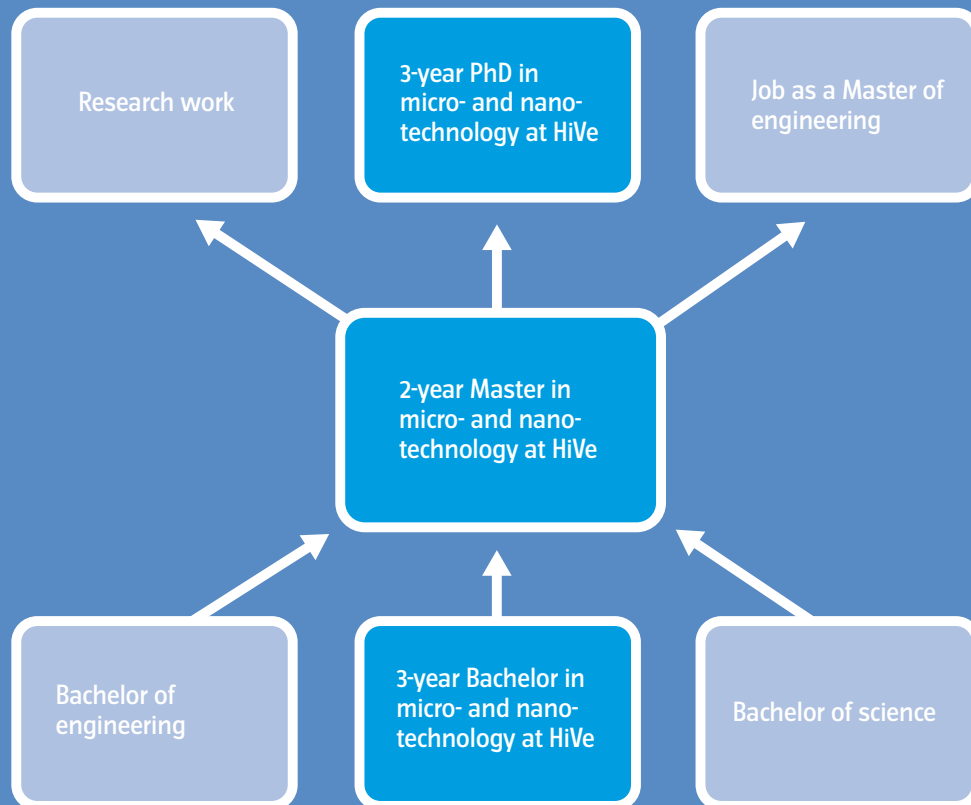 Research work
3-year PhD in
micro- and nano-
technology at HiVe
Job as a Master of
engineering
2-year Master in
micro- and nano-
technology at HiVe
Bachelor of
engineering
3-year Bachelor in
micro- and nano-
technology at HiVe
Bachelor of science